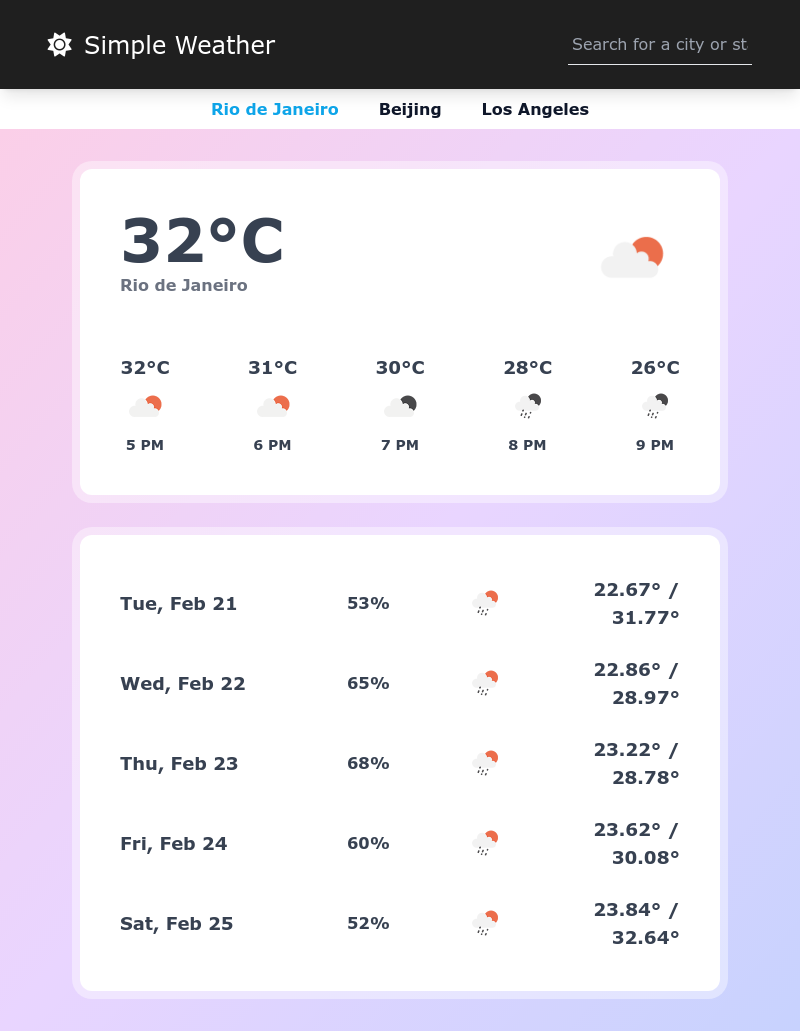 Simple Weather
Search for a city or st
Rio de Janeiro Beijing Los Angeles
32°C
Rio de Janeiro
32°C 31°C 30°C 28°C 26°C
5 PM 6 PM 7 PM 8 PM 9 PM
Tue, Feb 21 53% 22.67° /
31.77°
Wed, Feb 22 65% 22.86° /
28.97°
Thu, Feb 23 68% 23.22° /
28.78°
Fri, Feb 24 60% 23.62° /
30.08°
Sat, Feb 25 52% 23.84° /
32.64°